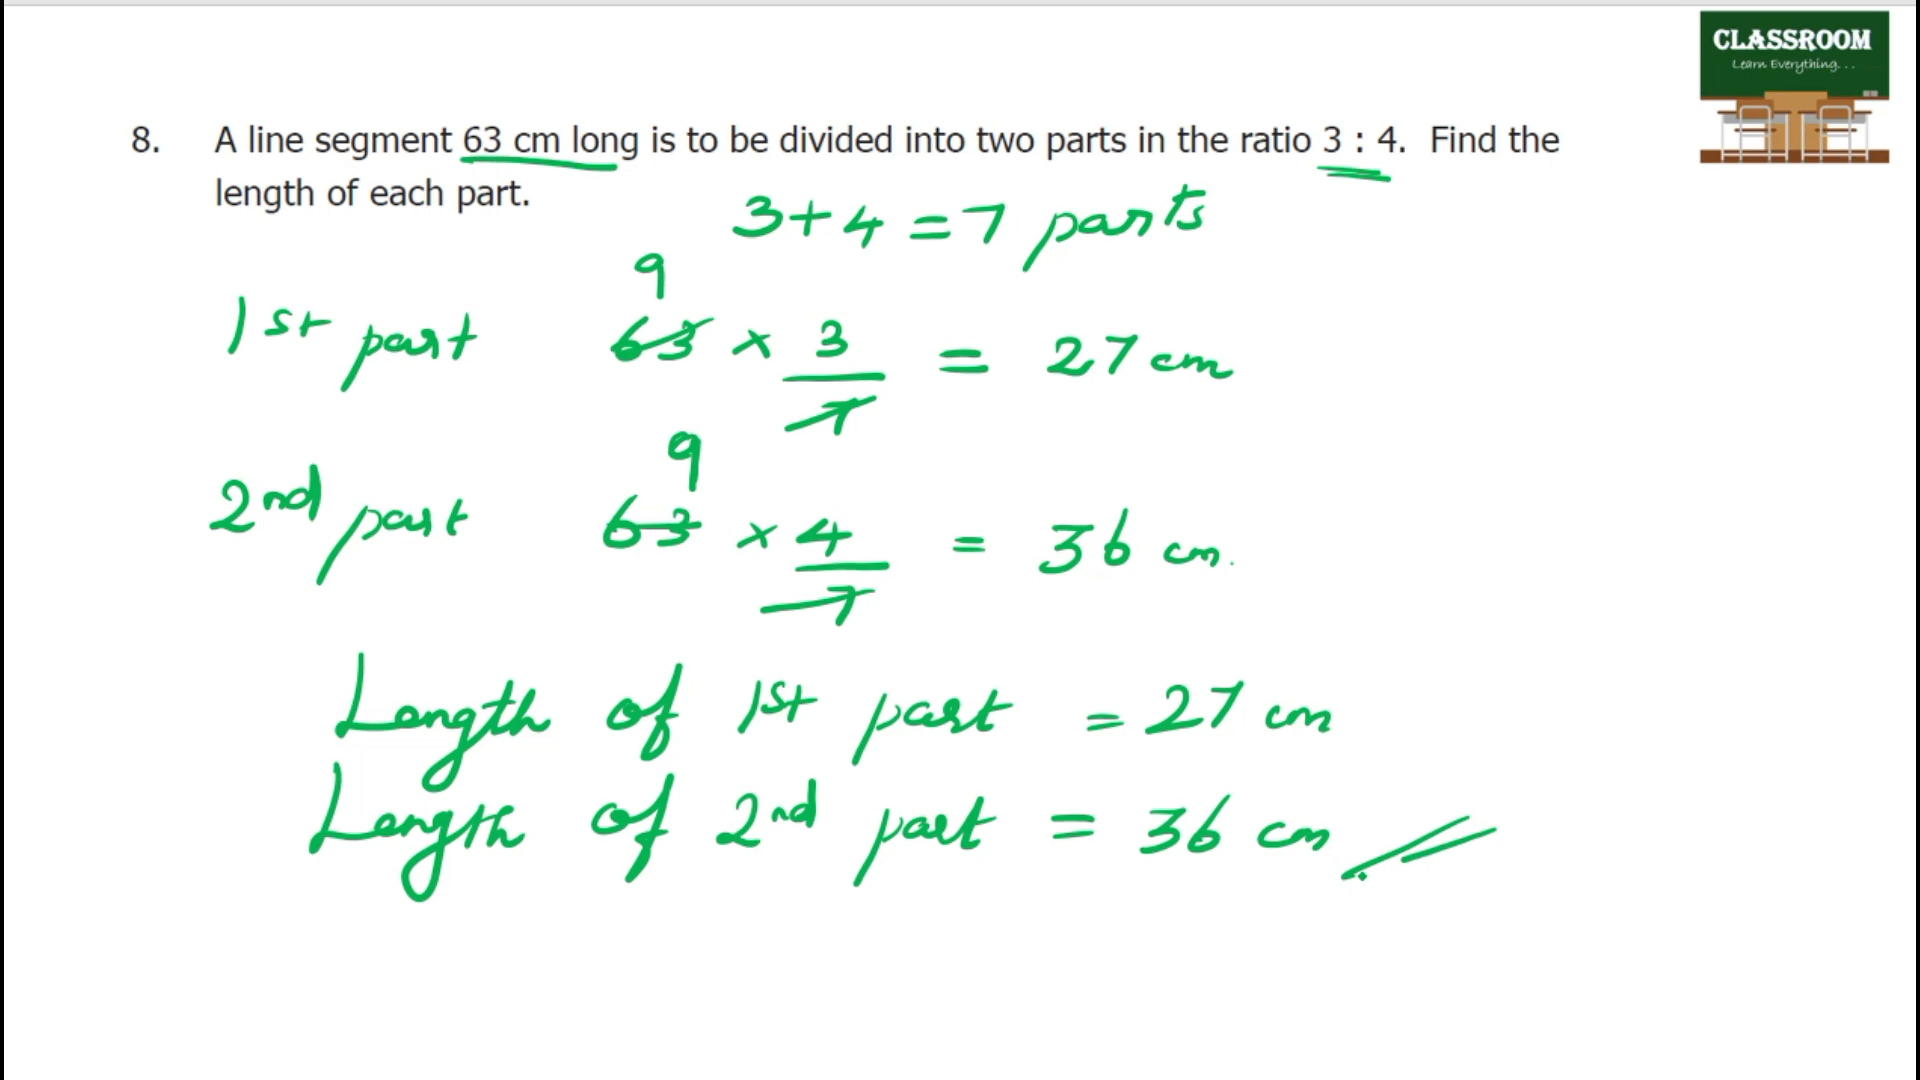 CLASSROOM
Learn Everything. . .
8. A line segment 63 cm long is to be divided into two parts in the ratio 3 : 4. Find the
length of each part.
3+4 = 7 parts
9
1st part 63 × 3 = 27 cm
7
9
2nd part 63 × 4 = 36 cm.
7
Length of 1st part = 27 cm
Length of 2nd part = 36 cm